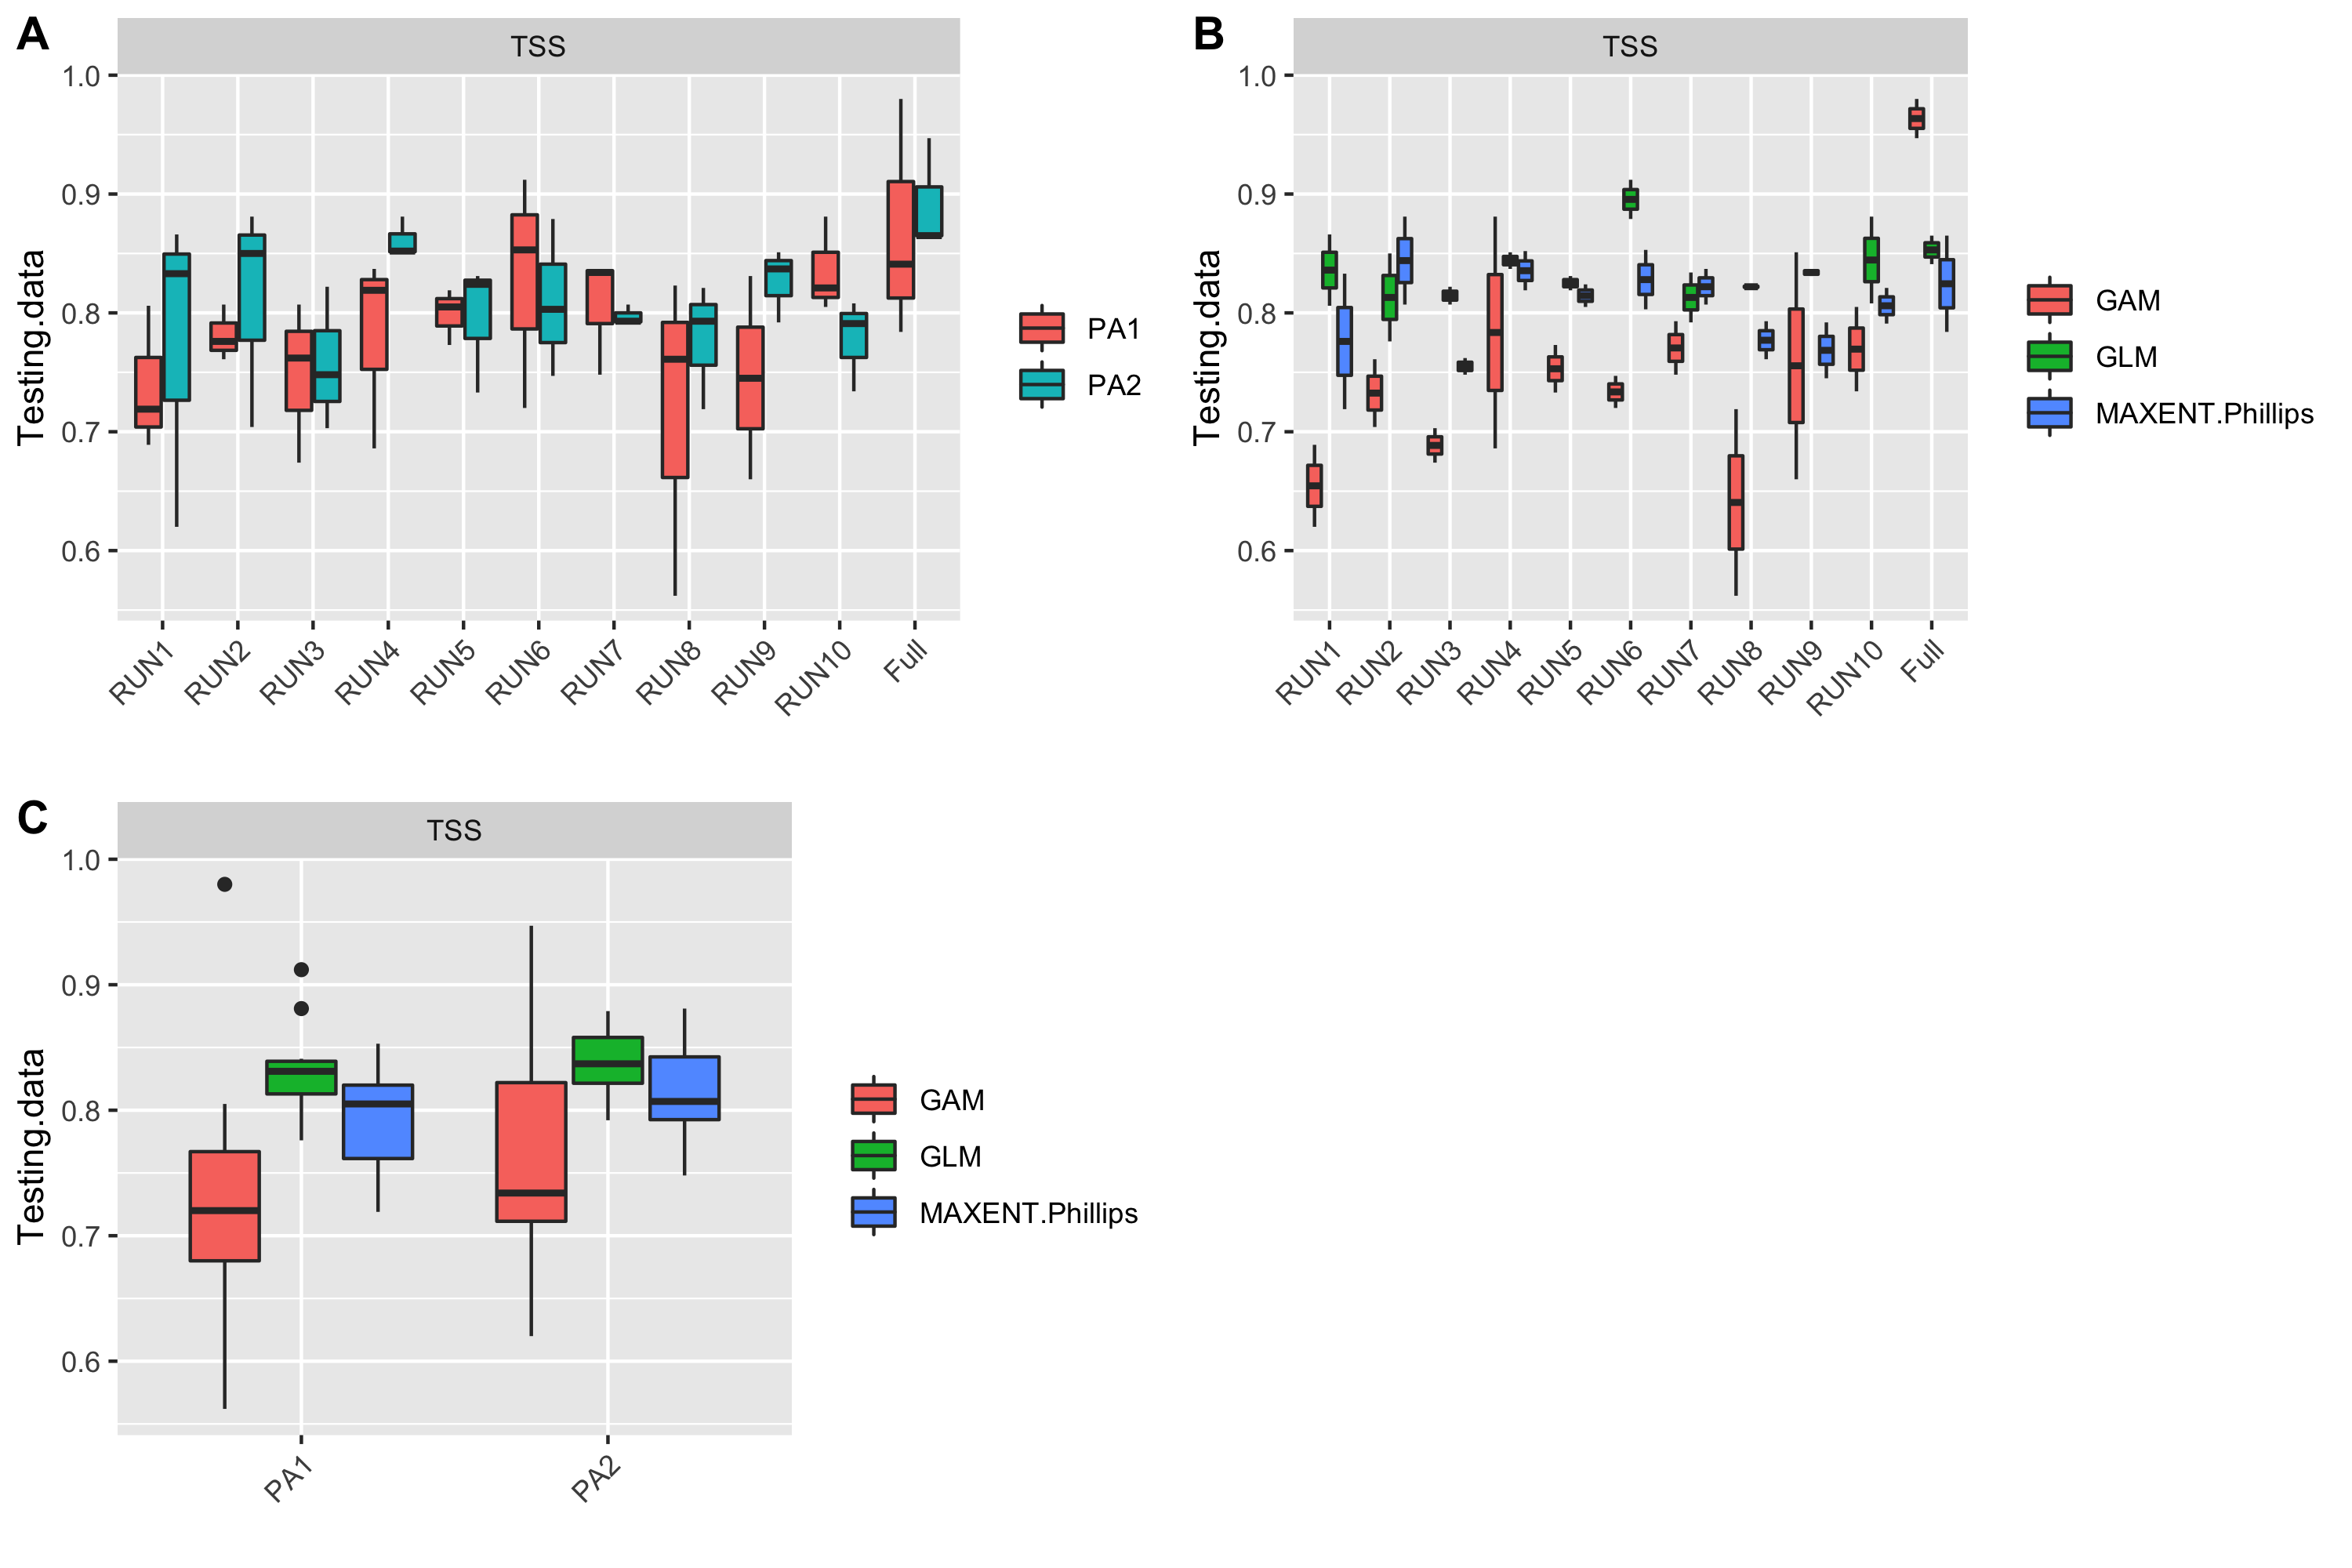 A
TSS
1.0
0.9
0.8
0.7
0.6
Testing.data
RUN1
RUN2
RUN3
RUN4
RUN5
RUN6
RUN7
RUN8
RUN9
RUN10
Full
PA1
PA2
B
TSS
1.0
0.9
0.8
0.7
0.6
Testing.data
RUN1
RUN2
RUN3
RUN4
RUN5
RUN6
RUN7
RUN8
RUN9
RUN10
Full
GAM
GLM
MAXENT.Phillips
C
TSS
1.0
0.9
0.8
0.7
0.6
Testing.data
PA1
PA2
GAM
GLM
MAXENT.Phillips